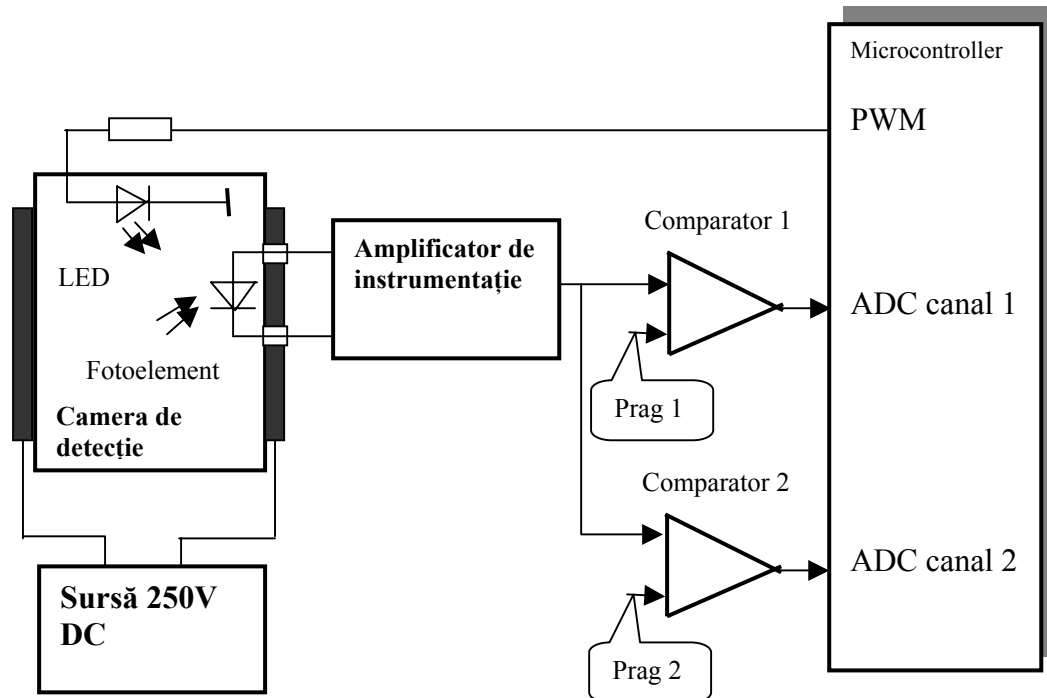 Microcontroller
PWM
Comparator 1
Amplificator de
instrumentație
LED
ADC canal 1
Fotoelement
Prag 1
Camera de
detecție
Comparator 2
ADC canal 2
Sursă 250V
DC
Prag 2